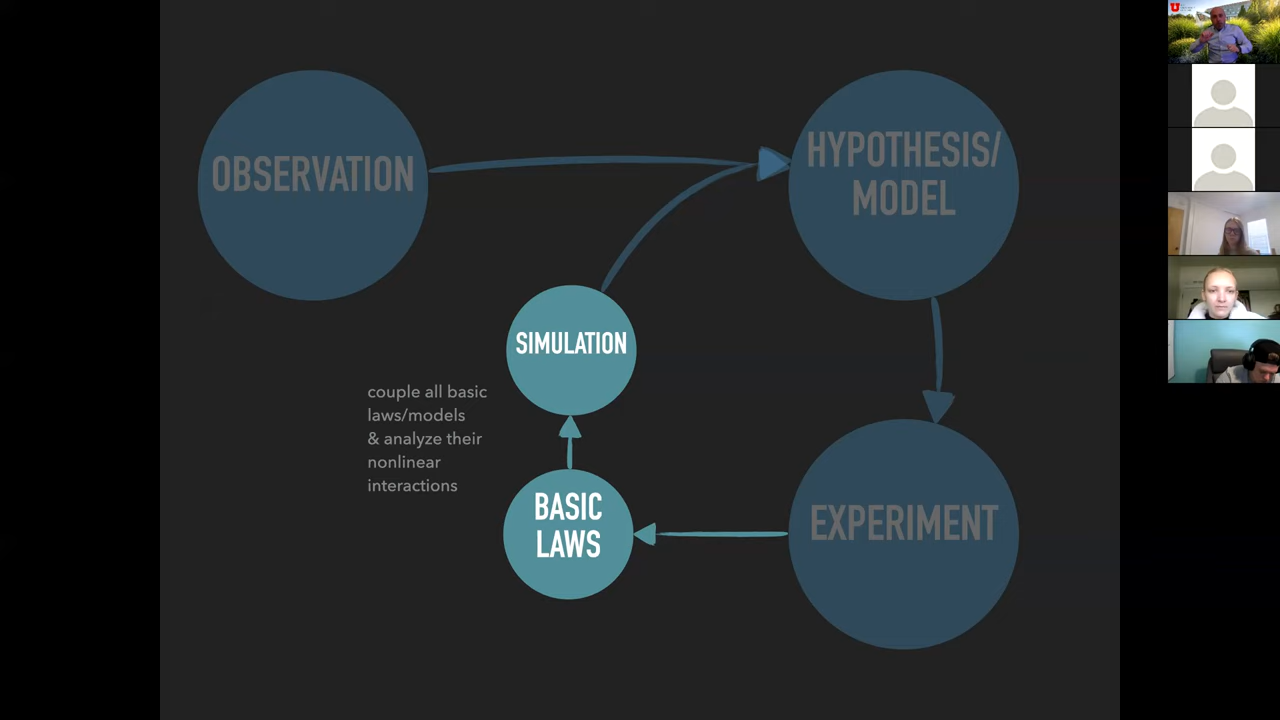 OBSERVATION
HYPOTHESIS/
MODEL
SIMULATION
couple all basic
laws/models
& analyze their
nonlinear
interactions
BASIC
LAWS
EXPERIMENT